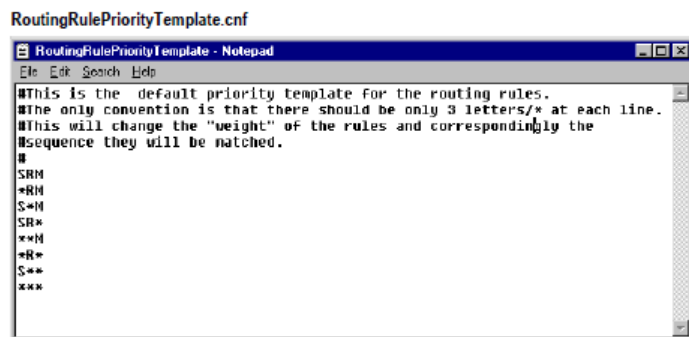 RoutingRulePriorityTemplate.cnf
RoutingRulePriorityTemplate - Notepad
File Edit Search Help
#This is the default priority template for the routing rules.
#The only convention is that there should be only 3 letters/* at each line.
#This will change the "weight" of the rules and correspondingly the
#sequence they will be matched.
#
SRM
*RM
S*M
SR*
**M
*R*
S**
***